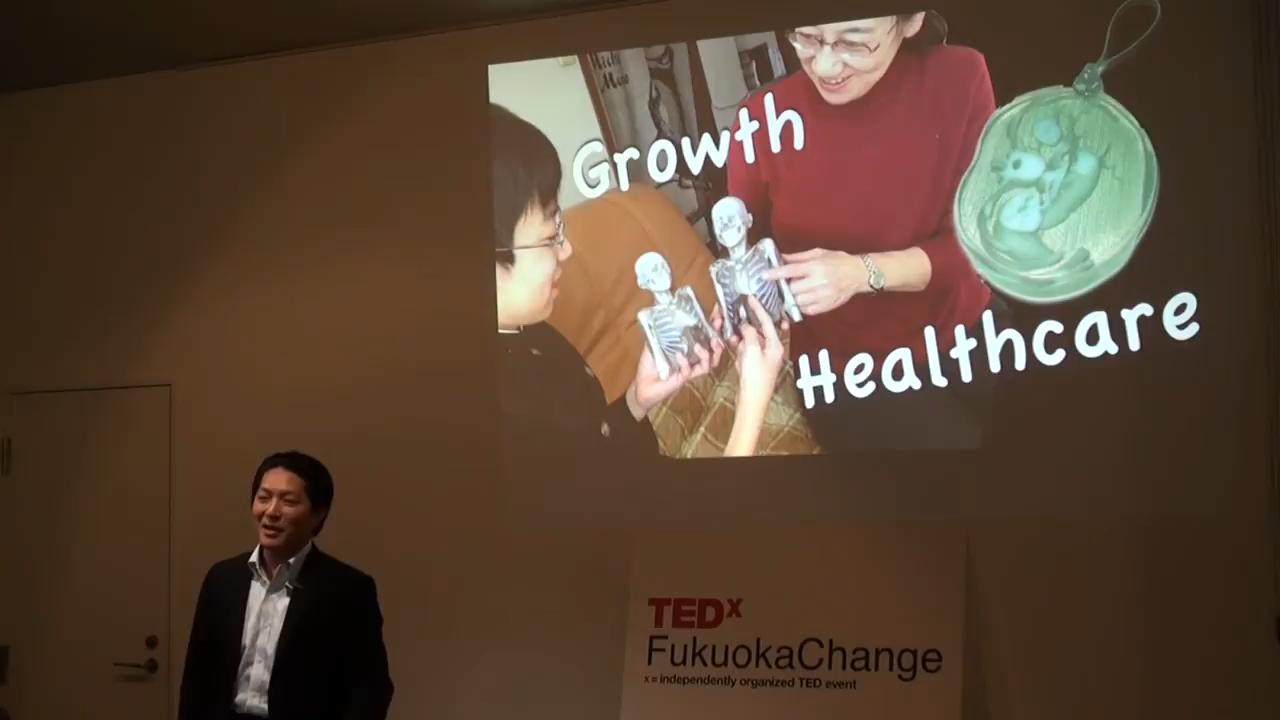 Growth
Healthcare
TEDx
FukuokaChange
x = independently organized TED event